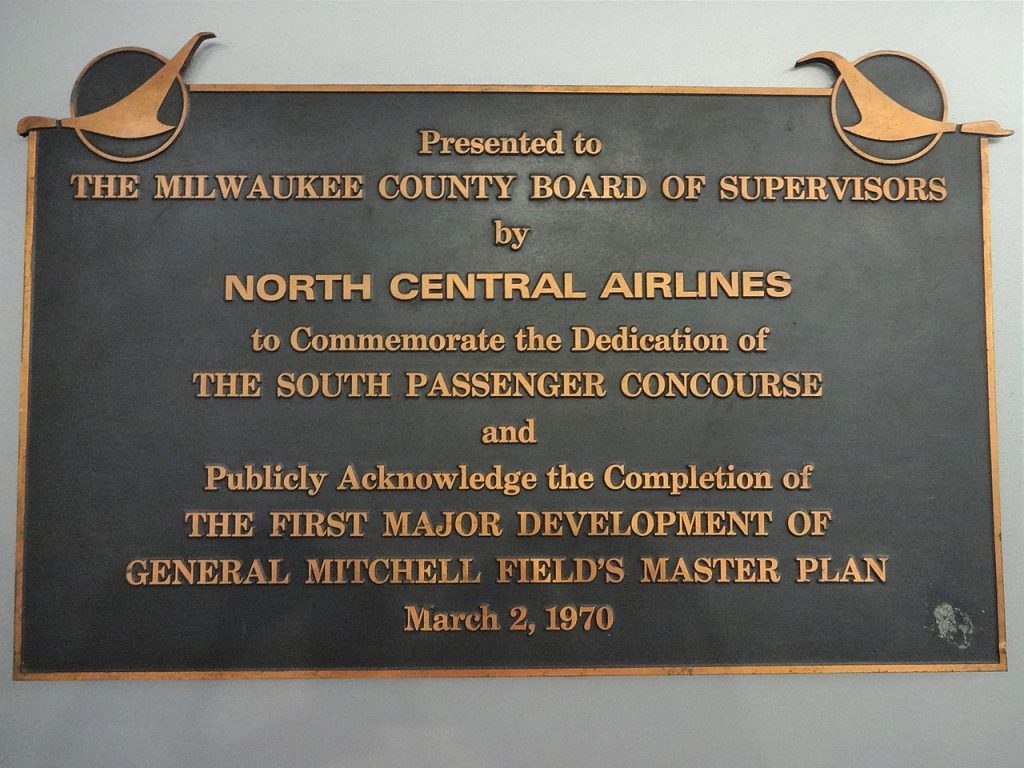 Presented to
THE MILWAUKEE COUNTY BOARD OF SUPERVISORS
by
NORTH CENTRAL AIRLINES
to Commemorate the Dedication of
THE SOUTH PASSENGER CONCOURSE
and
Publicly Acknowledge the Completion of
THE FIRST MAJOR DEVELOPMENT OF
GENERAL MITCHELL FIELD'S MASTER PLAN
March 2, 1970